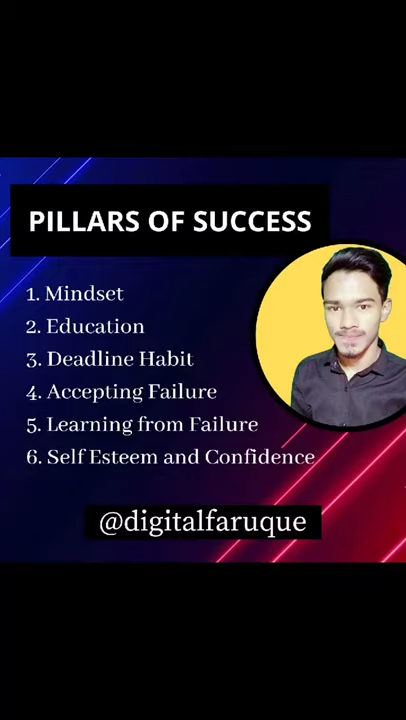 PILLARS OF SUCCESS
1. Mindset
2. Education
3. Deadline Habit
4. Accepting Failure
5. Learning from Failure
6. Self Esteem and Confidence
@digitalfaruque